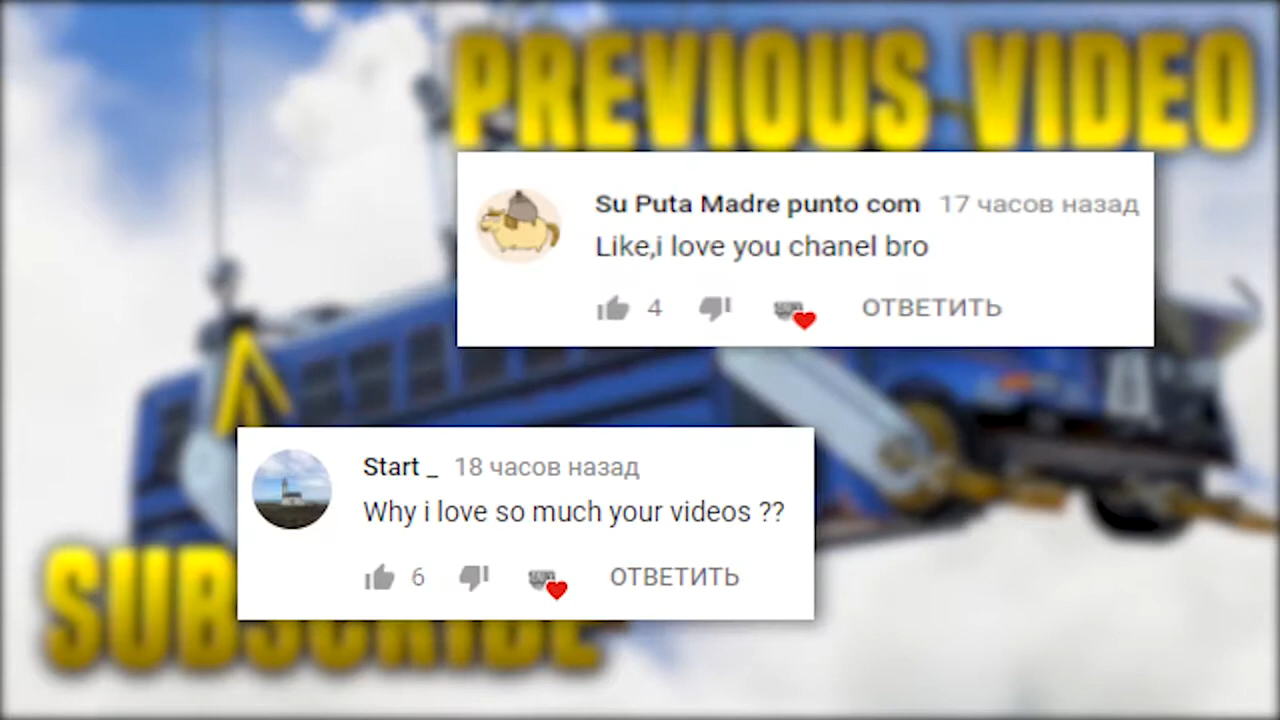 PREVIOUS VIDEO
Su Puta Madre punto com 17 часов назад
Like,i love you chanel bro
4 ОТВЕТИТЬ
Start _ 18 часов назад
Why i love so much your videos ??
6 ОТВЕТИТЬ
SUBSCRIBE